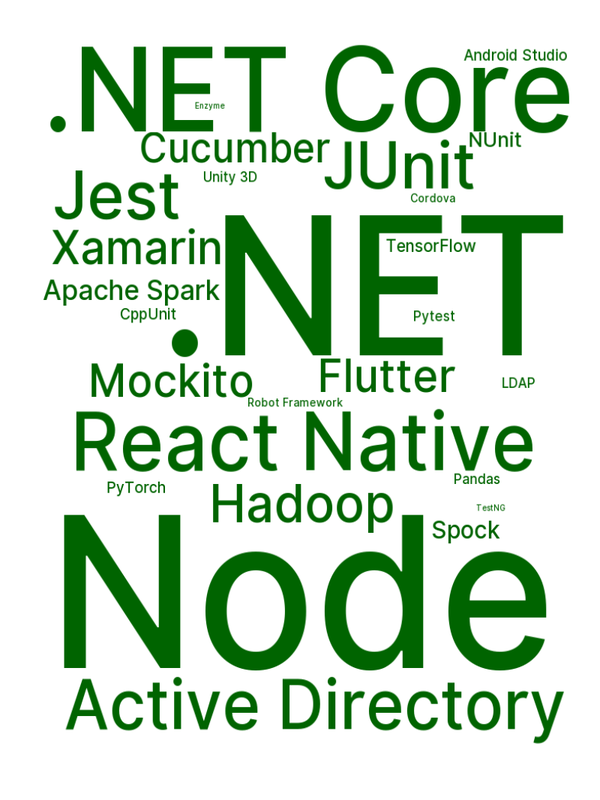 .NET Core
Android Studio
Enzyme
Cucumber
JUnit
NUnit
Unity 3D
Jest
Cordova
Xamarin
.NET
TensorFlow
Apache Spark
CppUnit
Pytest
Mockito
Flutter
LDAP
Robot Framework
React Native
PyTorch
Hadoop
Pandas
TestNG
Spock
Node
Active Directory